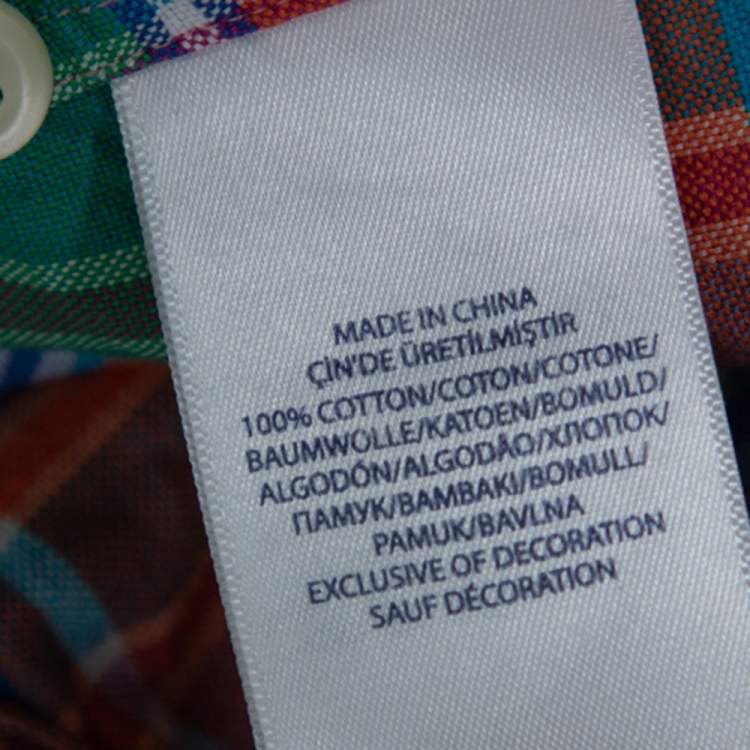 MADE IN CHINA
ÇİN'DE ÜRETİLMİŞTİR
100% COTTON/COTON/COTONE/
BAUMWOLLE/KATOEN/BOMULD/
ALGODÓN/ALGODÃO/ХЛОПОК/
ПАМУК/BAMBAKI/BOMULL/
PAMUK/BAVLNA
EXCLUSIVE OF DECORATION
SAUF DÉCORATION